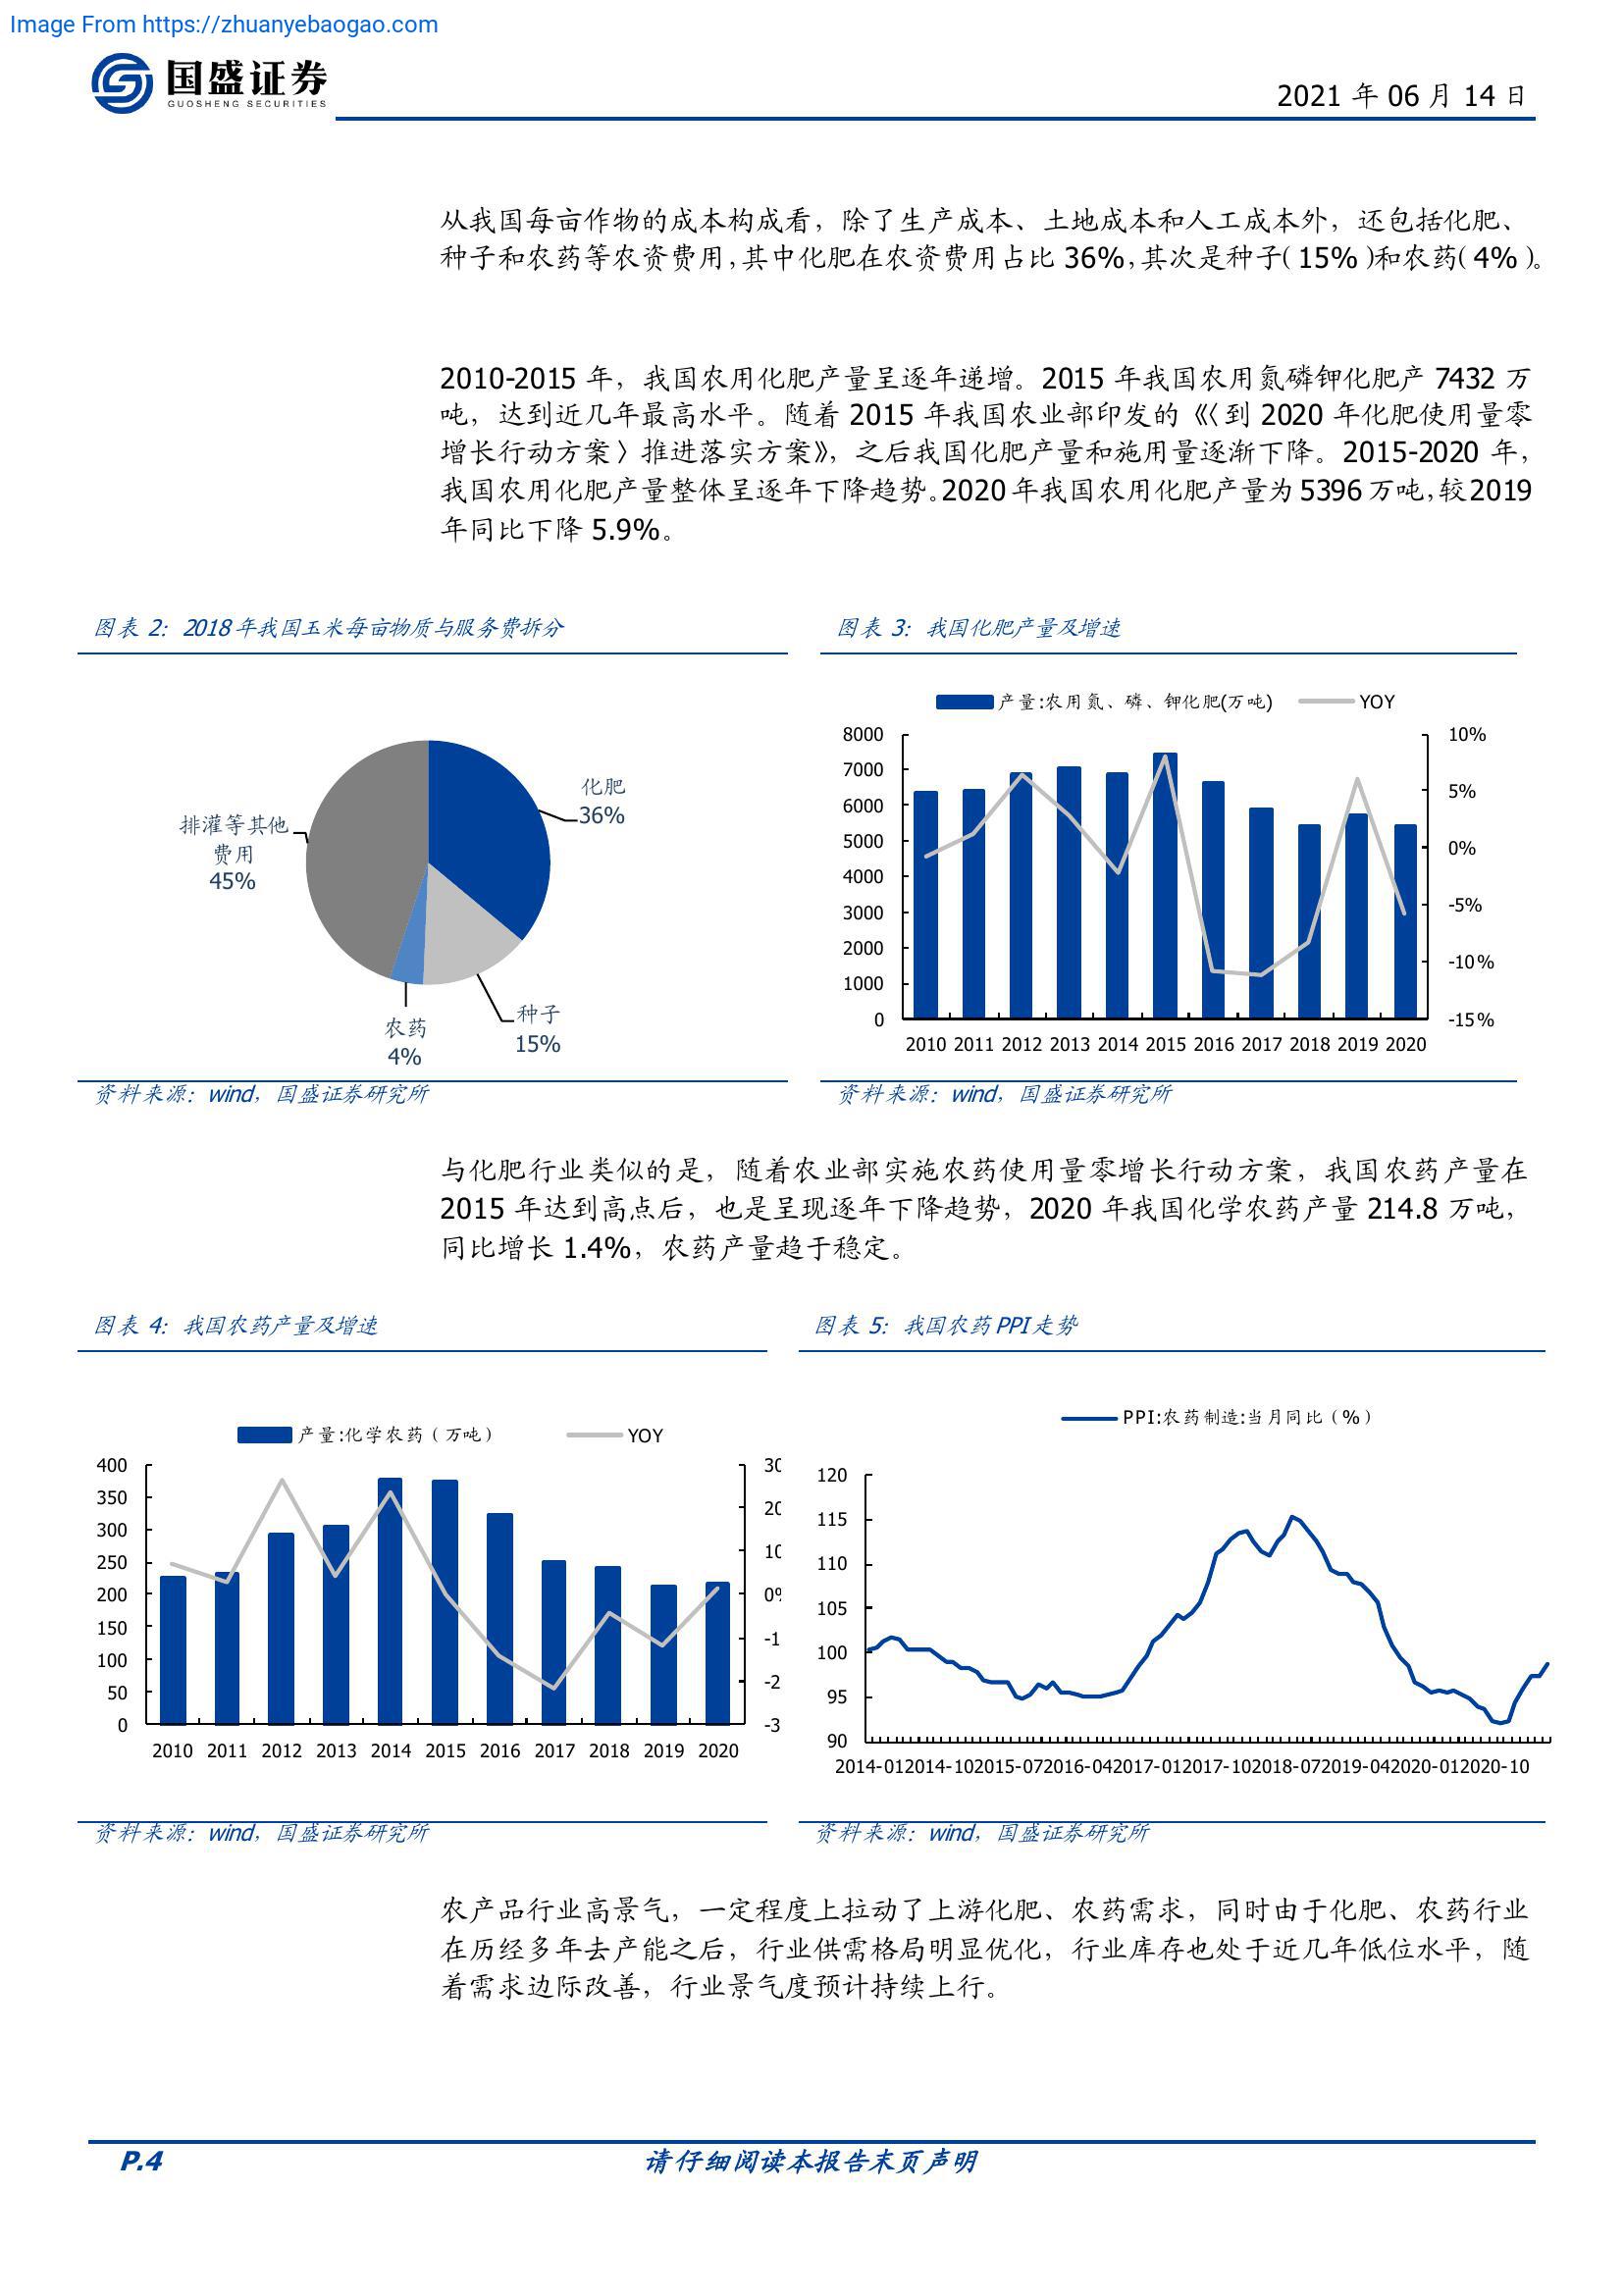 Image From https://zhuanyebaogao.com
国盛证券
GUOSHENG SECURITIES
2021 年 06 月 14 日
从我国每亩作物的成本构成看，除了生产成本、土地成本和人工成本外，还包括化肥、
种子和农药等农资费用，其中化肥在农资费用占比 36%，其次是种子（15%）和农药（4%）。
2010-2015 年，我国农用化肥产量呈逐年递增。2015 年我国农用氮磷钾化肥产 7432 万
吨，达到近几年最高水平。随着 2015 年我国农业部印发的《〈到 2020 年化肥使用量零
增长行动方案〉推进落实方案》，之后我国化肥产量和施用量逐渐下降。2015-2020 年，
我国农用化肥产量整体呈逐年下降趋势。2020 年我国农用化肥产量为 5396 万吨，较 2019
年同比下降 5.9%。
图表 2：2018 年我国玉米每亩物质与服务费拆分
化肥
36%
排灌等其他
费用
45%
农药
4%
种子
15%
资料来源：wind，国盛证券研究所
图表 3：我国化肥产量及增速
产量:农用氮、磷、钾化肥(万吨) YOY
8000 10%
7000
6000 5%
5000 0%
4000
3000 -5%
2000 -10%
1000
0 -15%
2010 2011 2012 2013 2014 2015 2016 2017 2018 2019 2020
资料来源：wind，国盛证券研究所
与化肥行业类似的是，随着农业部实施农药使用量零增长行动方案，我国农药产量在
2015 年达到高点后，也是呈现逐年下降趋势，2020 年我国化学农药产量 214.8 万吨，
同比增长 1.4%，农药产量趋于稳定。
图表 4：我国农药产量及增速
产量:化学农药（万吨） YOY
400 30
350 20
300
250 10
200 0%
150 -1
100 -2
50
0 -3
2010 2011 2012 2013 2014 2015 2016 2017 2018 2019 2020
资料来源：wind，国盛证券研究所
图表 5：我国农药 PPI 走势
PPI:农药制造:当月同比（%）
120
115
110
105
100
95
90
2014-012014-102015-072016-042017-012017-102018-072019-042020-012020-10
资料来源：wind，国盛证券研究所
农产品行业高景气，一定程度上拉动了上游化肥、农药需求，同时由于化肥、农药行业
在历经多年去产能之后，行业供需格局明显优化，行业库存也处于近几年低位水平，随
着需求边际改善，行业景气度预计持续上行。
P.4 请仔细阅读本报告末页声明